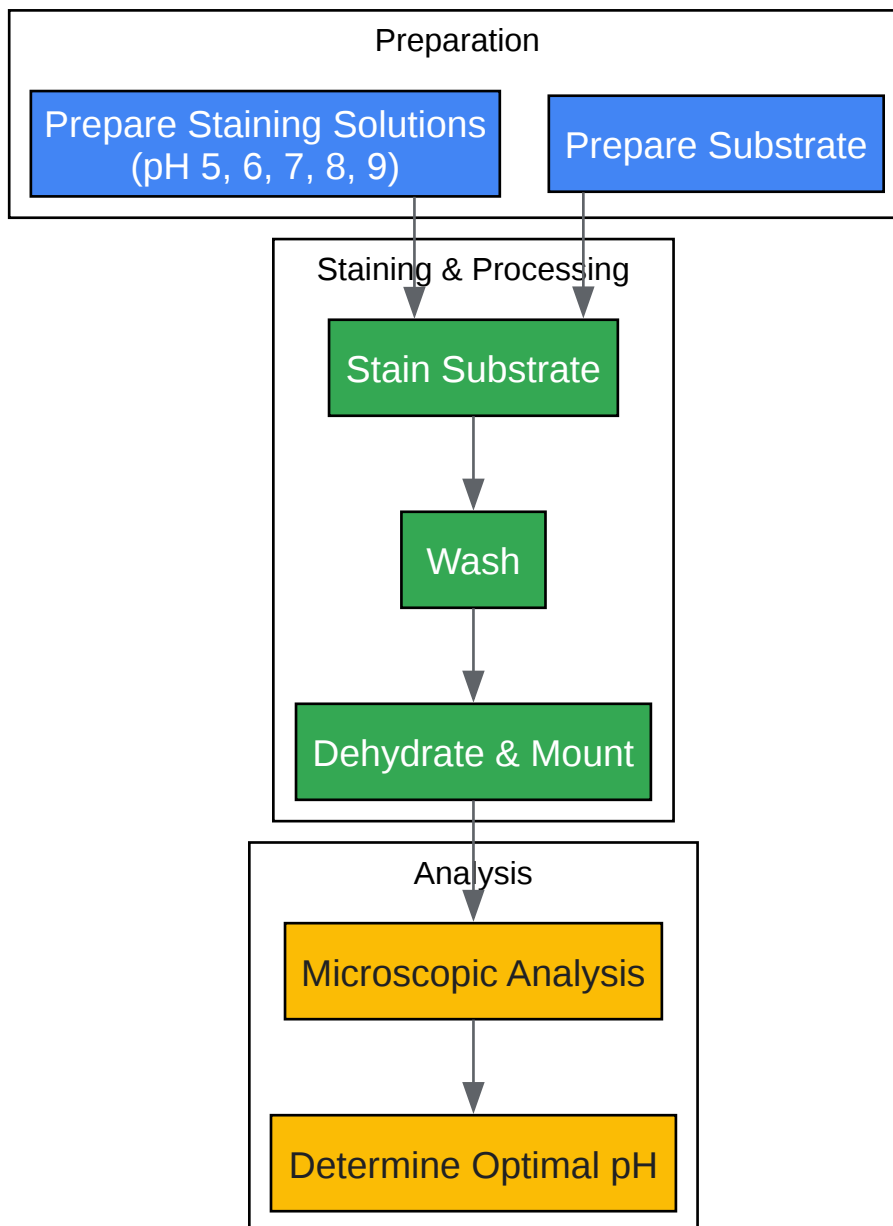 Preparation
Prepare Staining Solutions
(pH 5, 6, 7, 8, 9)
Prepare Substrate
Staining & Processing
Stain Substrate
Wash
Dehydrate & Mount
Analysis
Microscopic Analysis
Determine Optimal pH